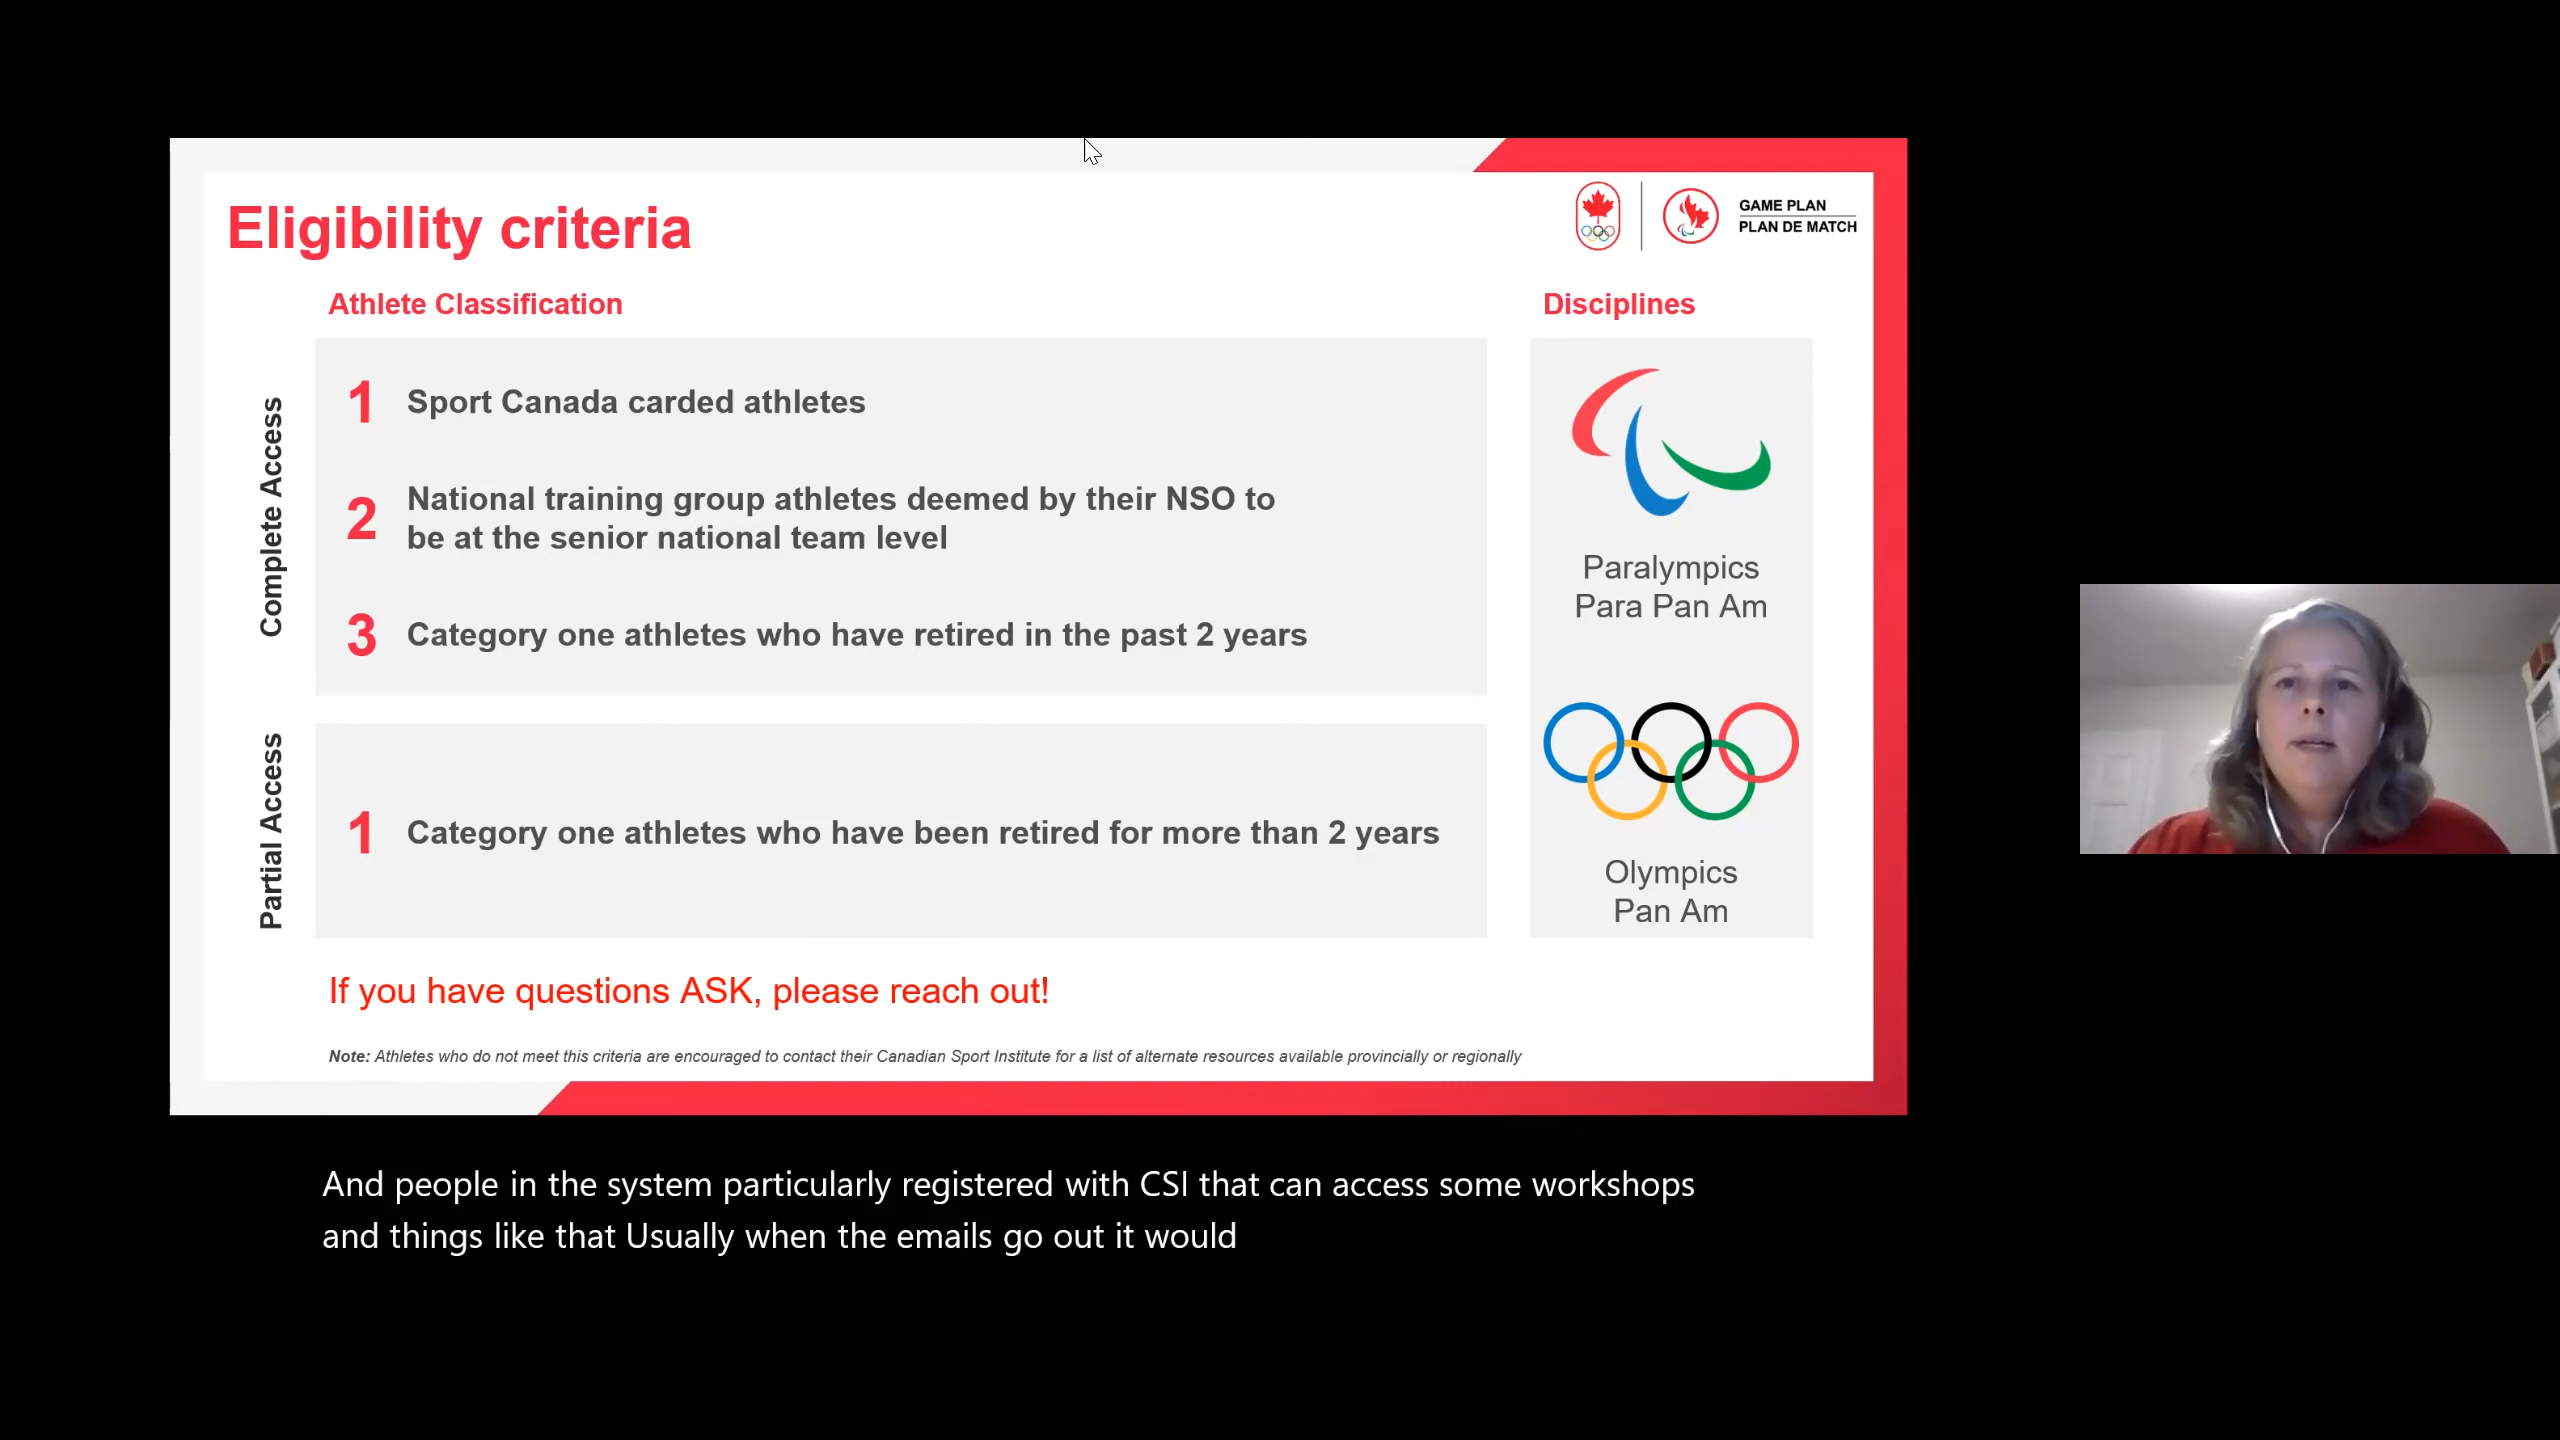 Eligibility criteria
GAME PLAN
PLAN DE MATCH
Athlete Classification
Disciplines
Complete Access
1 Sport Canada carded athletes
2 National training group athletes deemed by their NSO to
be at the senior national team level
3 Category one athletes who have retired in the past 2 years
Paralympics
Para Pan Am
Partial Access
1 Category one athletes who have been retired for more than 2 years
Olympics
Pan Am
If you have questions ASK, please reach out!
Note: Athletes who do not meet this criteria are encouraged to contact their Canadian Sport Institute for a list of alternate resources available provincially or regionally
And people in the system particularly registered with CSI that can access some workshops
and things like that Usually when the emails go out it would